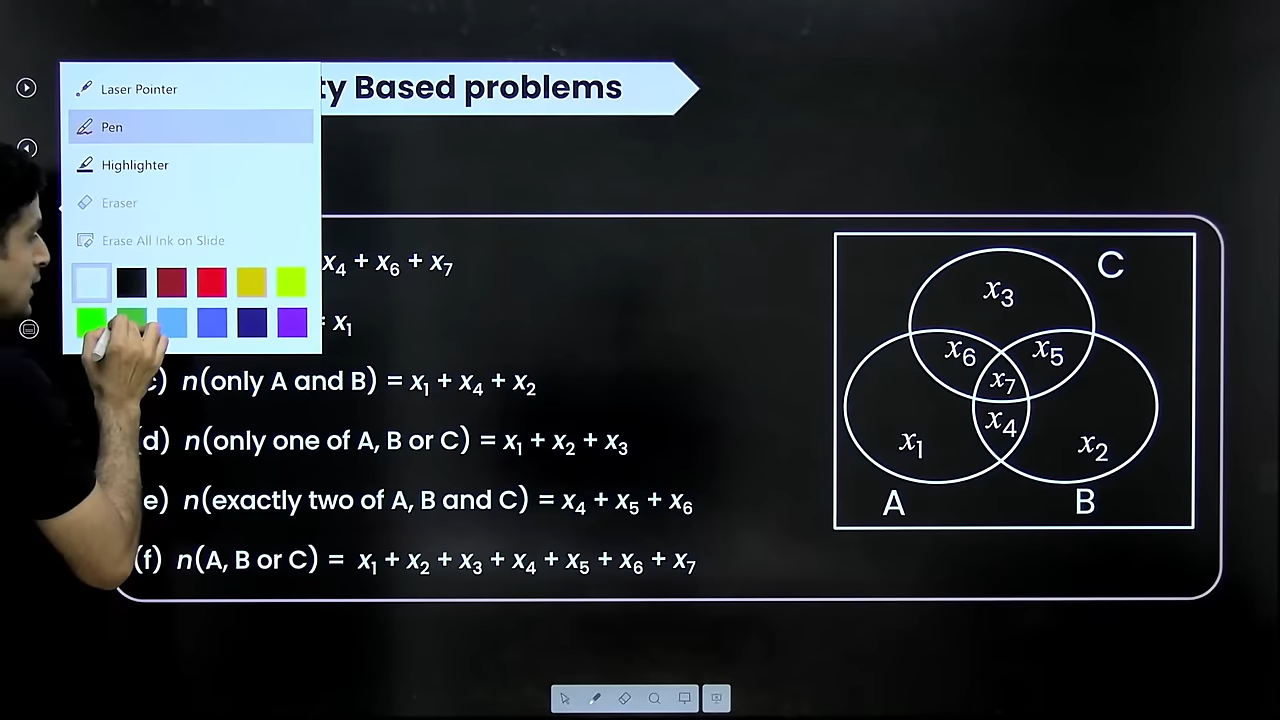 Laser Pointer
Pen
Highlighter
Eraser
Erase All Ink on Slide
Based problems
x₄ + x₆ + x₇
= x₁
n(only A and B) = x₁ + x₄ + x₂
(d) n(only one of A, B or C) = x₁ + x₂ + x₃
e) n(exactly two of A, B and C) = x₄ + x₅ + x₆
(f) n(A, B or C) = x₁ + x₂ + x₃ + x₄ + x₅ + x₆ + x₇
C
x₃
x₆ x₅
x₇
x₄
x₁ x₂
A B